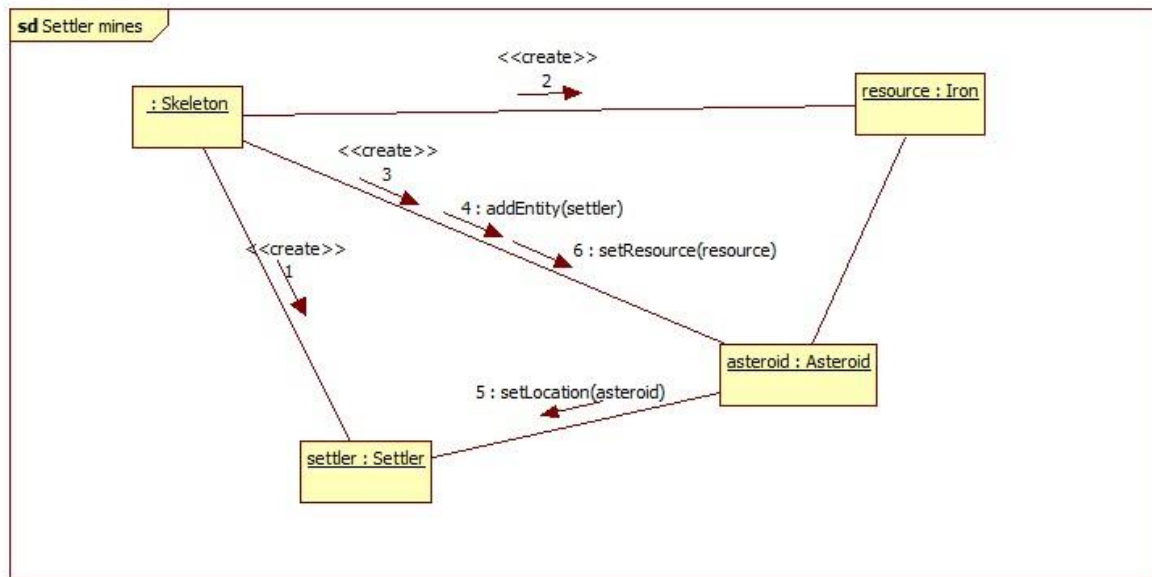 sd Settler mines
<<create>>
2
: Skeleton
resource : Iron
<<create>>
3
4 : addEntity(settler)
6 : setResource(resource)
<<create>>
1
asteroid : Asteroid
5 : setLocation(asteroid)
settler : Settler